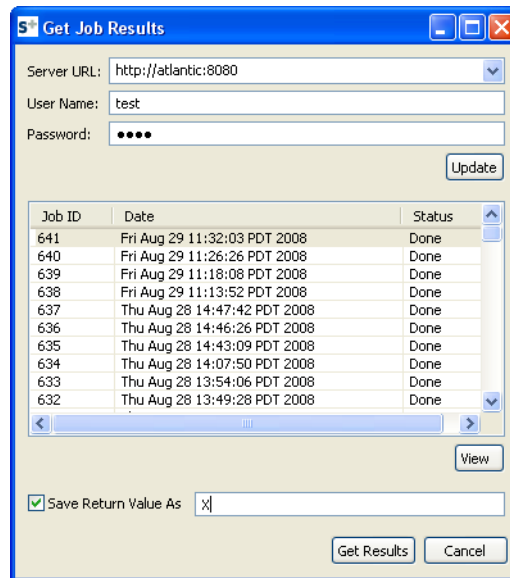 S+ Get Job Results
Server URL: http://atlantic:8080
User Name: test
Password: ••••
Update
Job ID Date Status
641 Fri Aug 29 11:32:03 PDT 2008 Done
640 Fri Aug 29 11:26:26 PDT 2008 Done
639 Fri Aug 29 11:18:08 PDT 2008 Done
638 Fri Aug 29 11:13:52 PDT 2008 Done
637 Thu Aug 28 14:47:42 PDT 2008 Done
636 Thu Aug 28 14:46:26 PDT 2008 Done
635 Thu Aug 28 14:43:09 PDT 2008 Done
634 Thu Aug 28 14:07:50 PDT 2008 Done
633 Thu Aug 28 13:54:06 PDT 2008 Done
632 Thu Aug 28 13:49:28 PDT 2008 Done
View
Save Return Value As X
Get Results Cancel